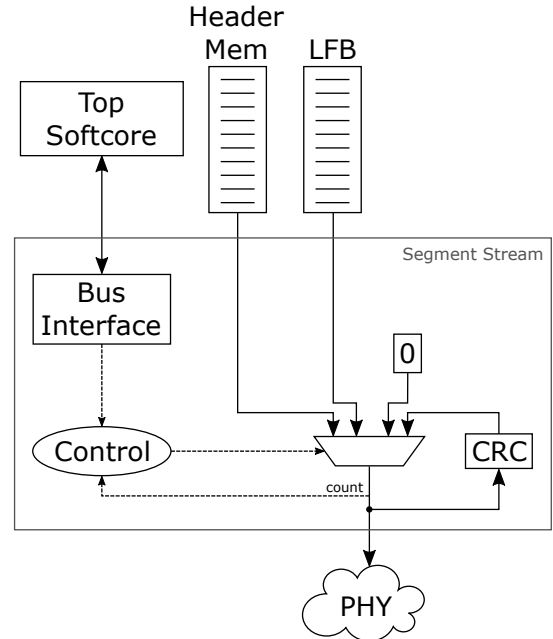 Header
Mem
LFB
Top
Softcore
Segment Stream
Bus
Interface
0
Control
CRC
count
PHY